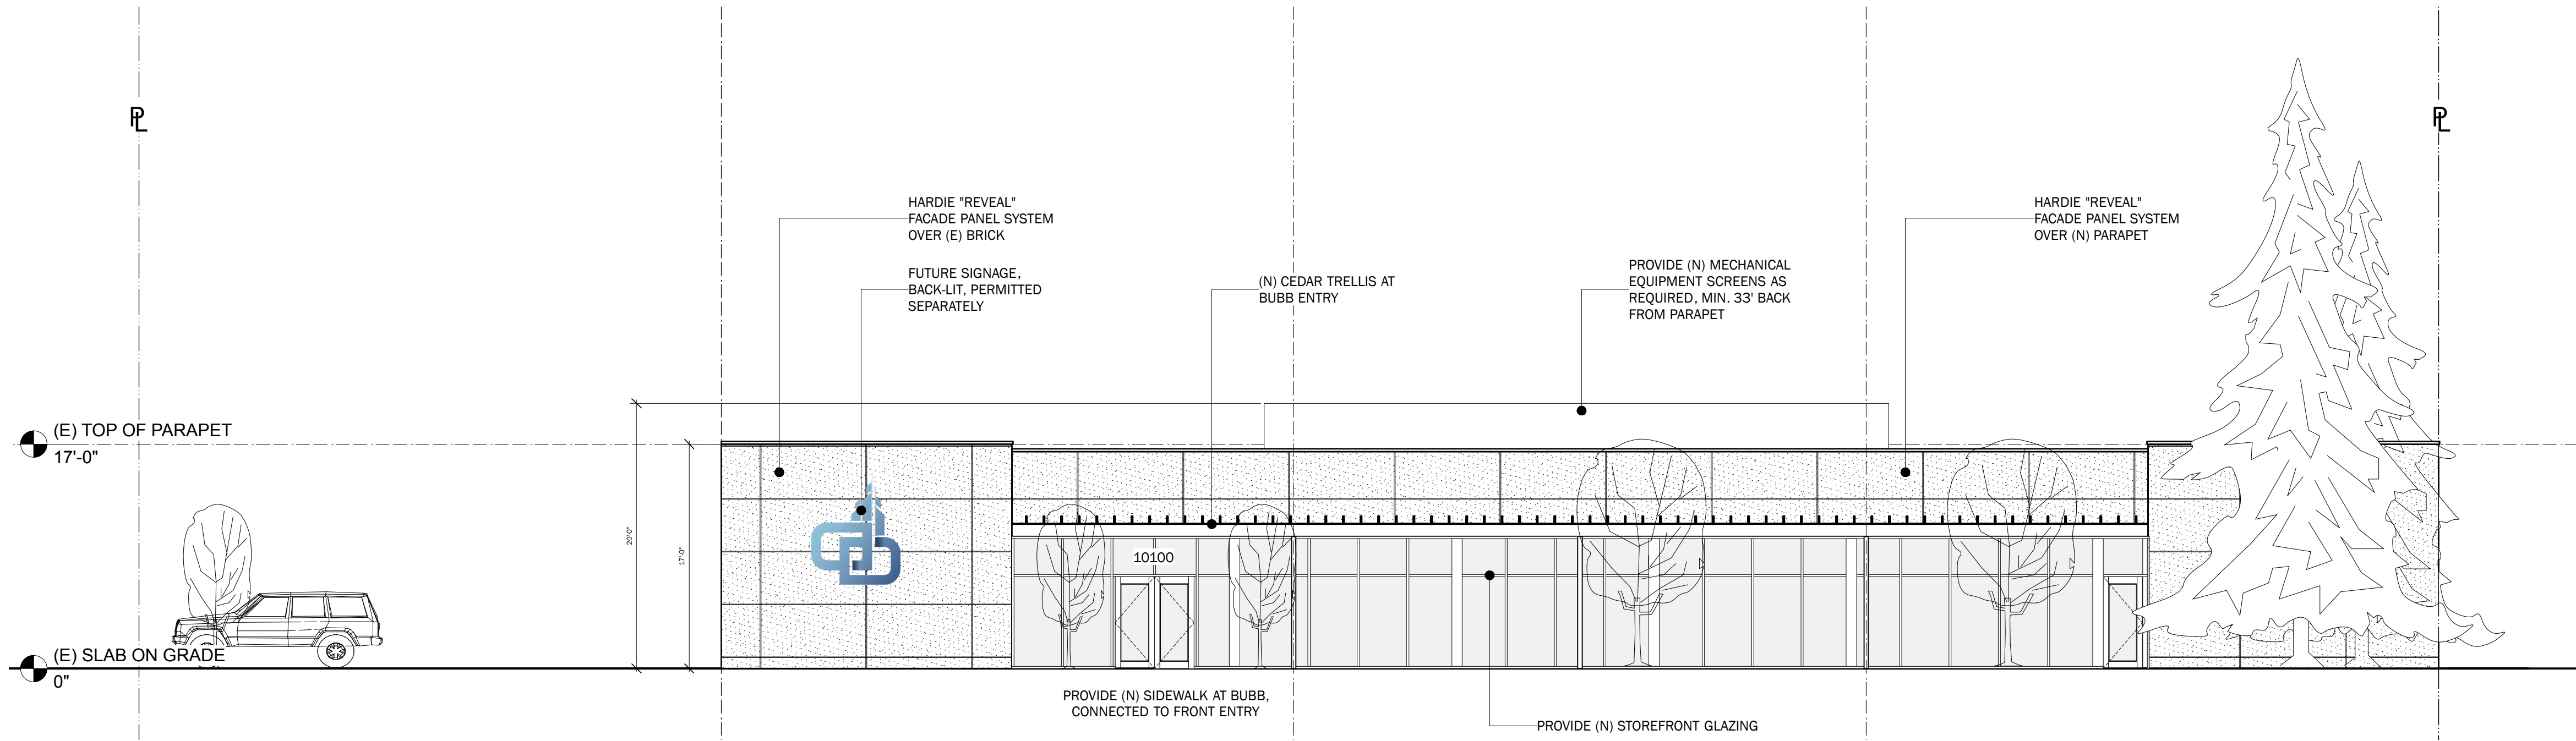 PL
PL
HARDIE "REVEAL"
FACADE PANEL SYSTEM
OVER (E) BRICK
HARDIE "REVEAL"
FACADE PANEL SYSTEM
OVER (N) PARAPET
FUTURE SIGNAGE,
BACK-LIT, PERMITTED
SEPARATELY
(N) CEDAR TRELLIS AT
BUBB ENTRY
PROVIDE (N) MECHANICAL
EQUIPMENT SCREENS AS
REQUIRED, MIN. 33' BACK
FROM PARAPET
(E) TOP OF PARAPET
17'-0"
20'-0"
17'-0"
10100
(E) SLAB ON GRADE
0"
PROVIDE (N) SIDEWALK AT BUBB,
CONNECTED TO FRONT ENTRY
PROVIDE (N) STOREFRONT GLAZING